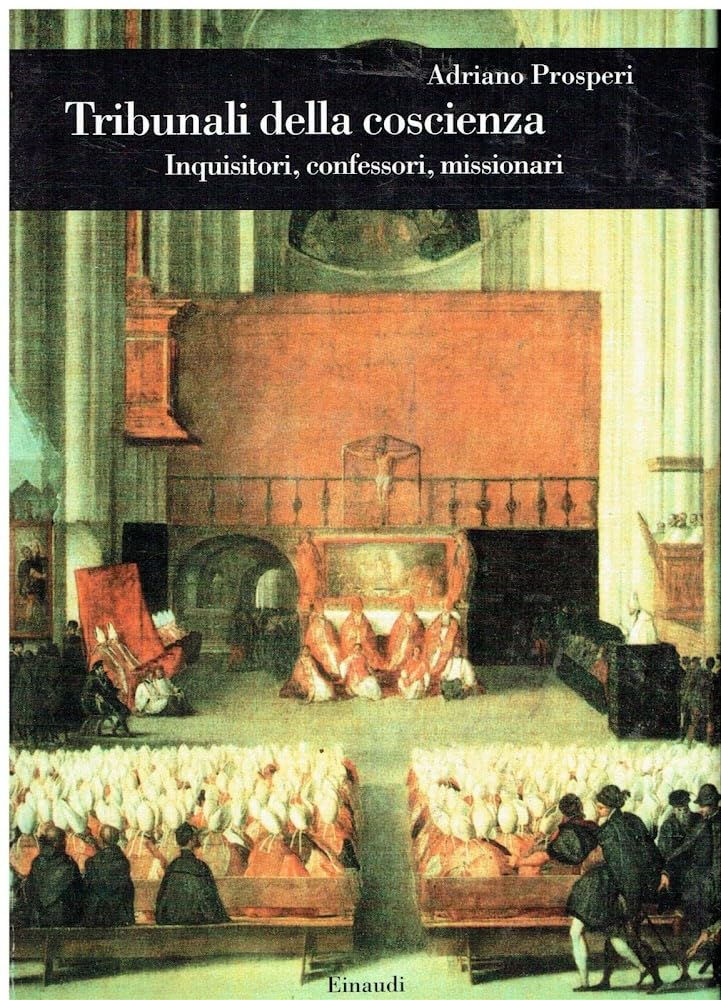 Adriano Prosperi
Tribunali della coscienza
Inquisitori, confessori, missionari
Einaudi